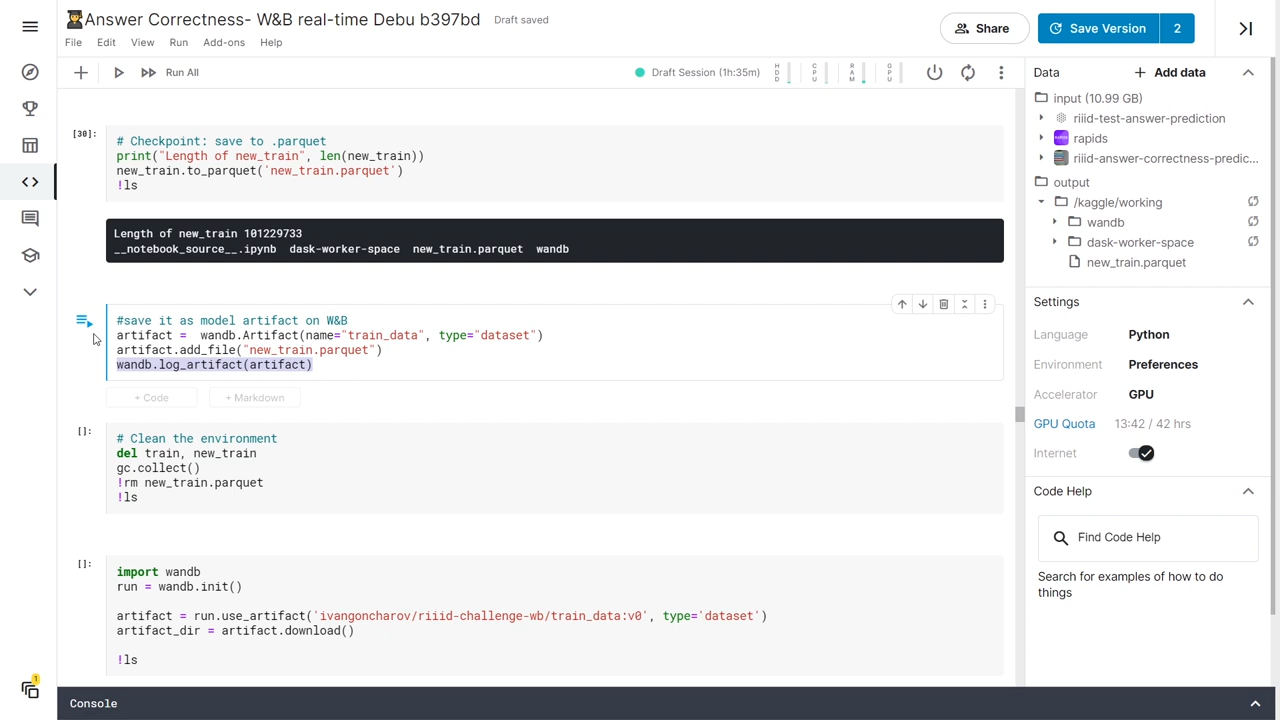 Answer Correctness- W&B real-time Debu b397bd Draft saved
File Edit View Run Add-ons Help
Share
Save Version 2
Run All
Draft Session (1h:35m)
HDD CPU RAM GPU
[30]:
# Checkpoint: save to .parquet
print("Length of new_train", len(new_train))
new_train.to_parquet('new_train.parquet')
!ls
Length of new_train 101229733
__notebook_source__.ipynb dask-worker-space new_train.parquet wandb
#save it as model artifact on W&B
artifact = wandb.Artifact(name="train_data", type="dataset")
artifact.add_file("new_train.parquet")
wandb.log_artifact(artifact)
+ Code + Markdown
[]:
# Clean the environment
del train, new_train
gc.collect()
!rm new_train.parquet
!ls
[]:
import wandb
run = wandb.init()
artifact = run.use_artifact('ivangoncharov/riiid-challenge-wb/train_data:v0', type='dataset')
artifact_dir = artifact.download()
!ls
Console
Data + Add data
input (10.99 GB)
riiid-test-answer-prediction
rapids
riiid-answer-correctness-predic...
output
/kaggle/working
wandb
dask-worker-space
new_train.parquet
Settings
Language Python
Environment Preferences
Accelerator GPU
GPU Quota 13:42 / 42 hrs
Internet
Code Help
Find Code Help
Search for examples of how to do
things
1